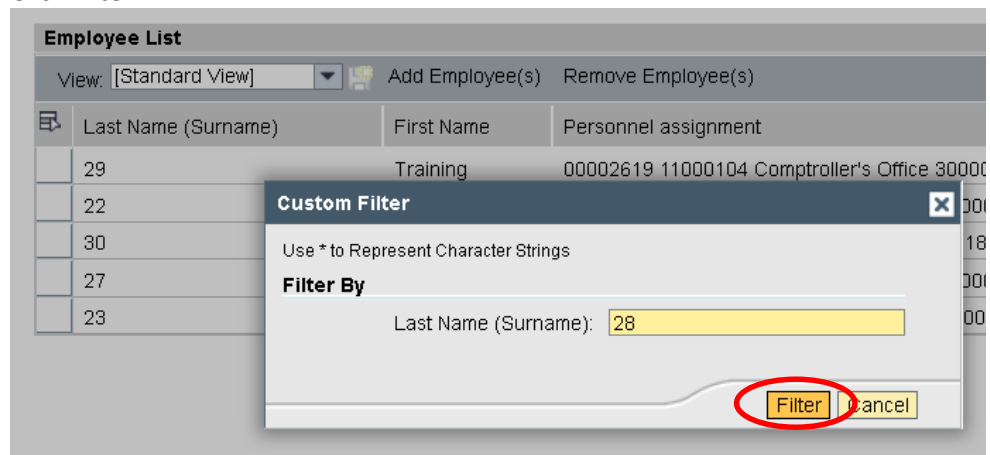 Employee List
View: [Standard View] Add Employee(s) Remove Employee(s)
Last Name (Surname) First Name Personnel assignment
29 Training 00002619 11000104 Comptroller's Office 30000
22
30 18
27
23
Custom Filter
Use * to Represent Character Strings
Filter By
Last Name (Surname): 28
Filter Cancel